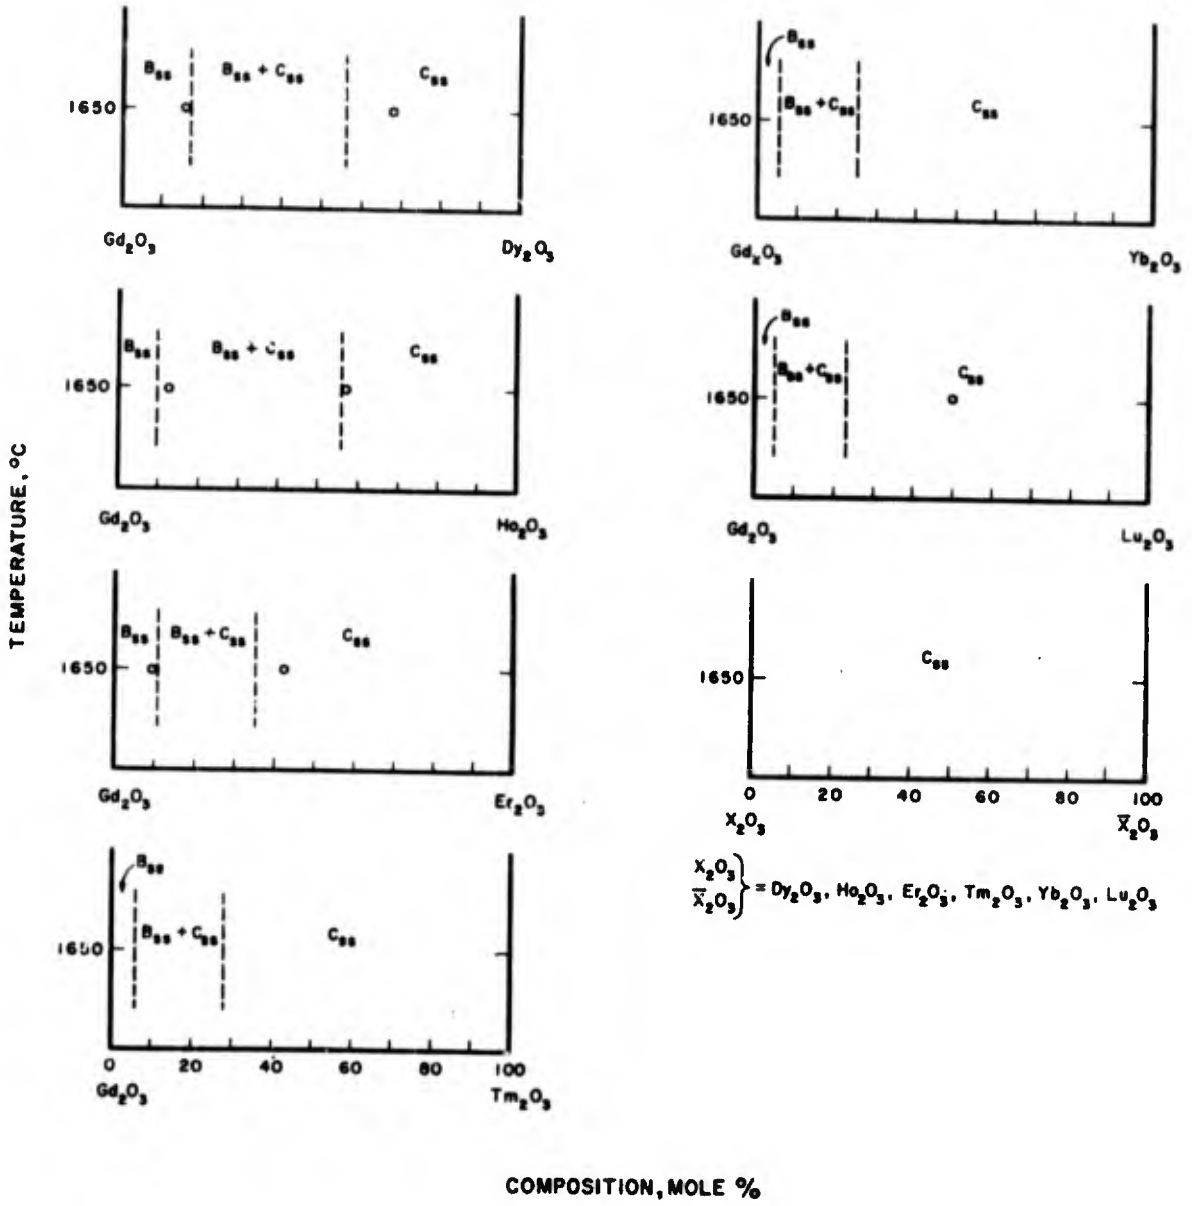 TEMPERATURE, °C
1650
Bss
Bss + Css
Css
Gd₂O₃
Dy₂O₃
1650
Bss
Bss + Css
Css
Gd₂O₃
Ho₂O₃
1650
Bss
Bss + Css
Css
Gd₂O₃
Er₂O₃
1650
Bss
Bss + Css
Css
0 20 40 60 80 100
Gd₂O₃
Tm₂O₃
1650
Bss
Bss + Css
Css
Gd₂O₃
Yb₂O₃
1650
Bss
Bss + Css
Css
Gd₂O₃
Lu₂O₃
1650
Css
0 20 40 60 80 100
X₂O₃
X̅₂O₃
X₂O₃
X̅₂O₃
} = Dy₂O₃, Ho₂O₃, Er₂O₃, Tm₂O₃, Yb₂O₃, Lu₂O₃
COMPOSITION, MOLE %